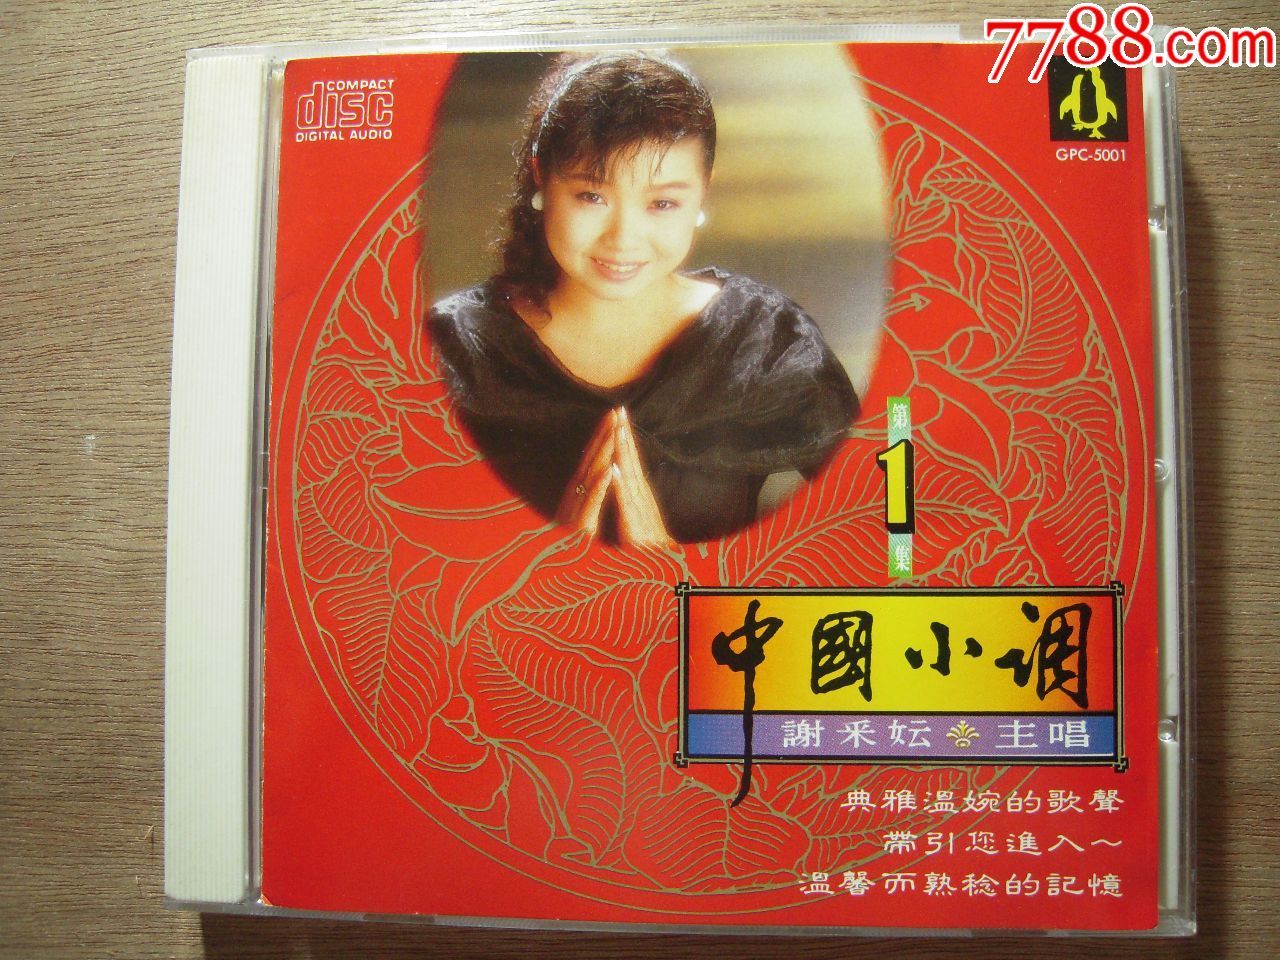 7788.com
COMPACT
disc
DIGITAL AUDIO
GPC-5001
第
1
集
中國小調
謝采妘 主唱
典雅溫婉的歌聲
帶引您進入～
溫馨而熟稔的記憶